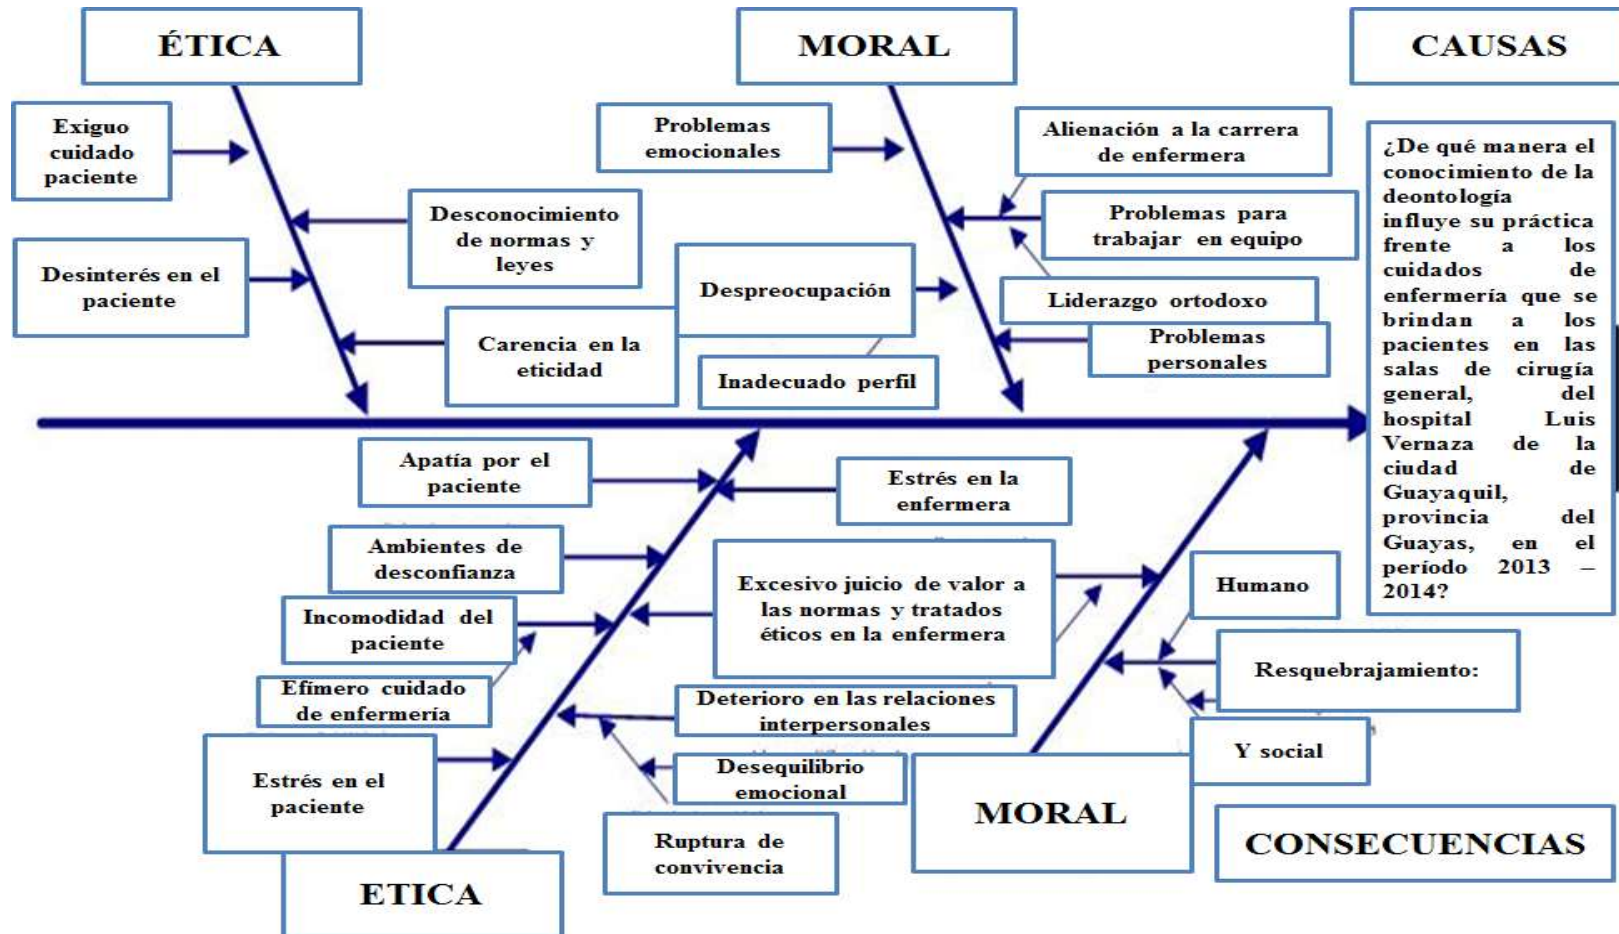 ÉTICA
MORAL
CAUSAS
Exiguo
cuidado
paciente
Desconocimiento
de normas y
leyes
Desinterés en el
paciente
Carencia en la
eticidad
Problemas
emocionales
Alienación a la carrera
de enfermera
Problemas para
trabajar en equipo
Despreocupación
Liderazgo ortodoxo
Problemas
personales
Inadecuado perfil
¿De qué manera el
conocimiento de la
deontología
influye su práctica
frente a los
cuidados de
enfermería que se
brindan a los
pacientes en las
salas de cirugía
general, del
hospital Luis
Vernaza de la
ciudad de
Guayaquil,
provincia del
Guayas, en el
período 2013 –
2014?
Apatía por el
paciente
Estrés en la
enfermera
Ambientes de
desconfianza
Excesivo juicio de valor a
las normas y tratados
éticos en la enfermera
Incomodidad del
paciente
Efímero cuidado
de enfermería
Deterioro en las relaciones
interpersonales
Estrés en el
paciente
Desequilibrio
emocional
Ruptura de
convivencia
Humano
Resquebrajamiento:
Y social
ETICA
MORAL
CONSECUENCIAS